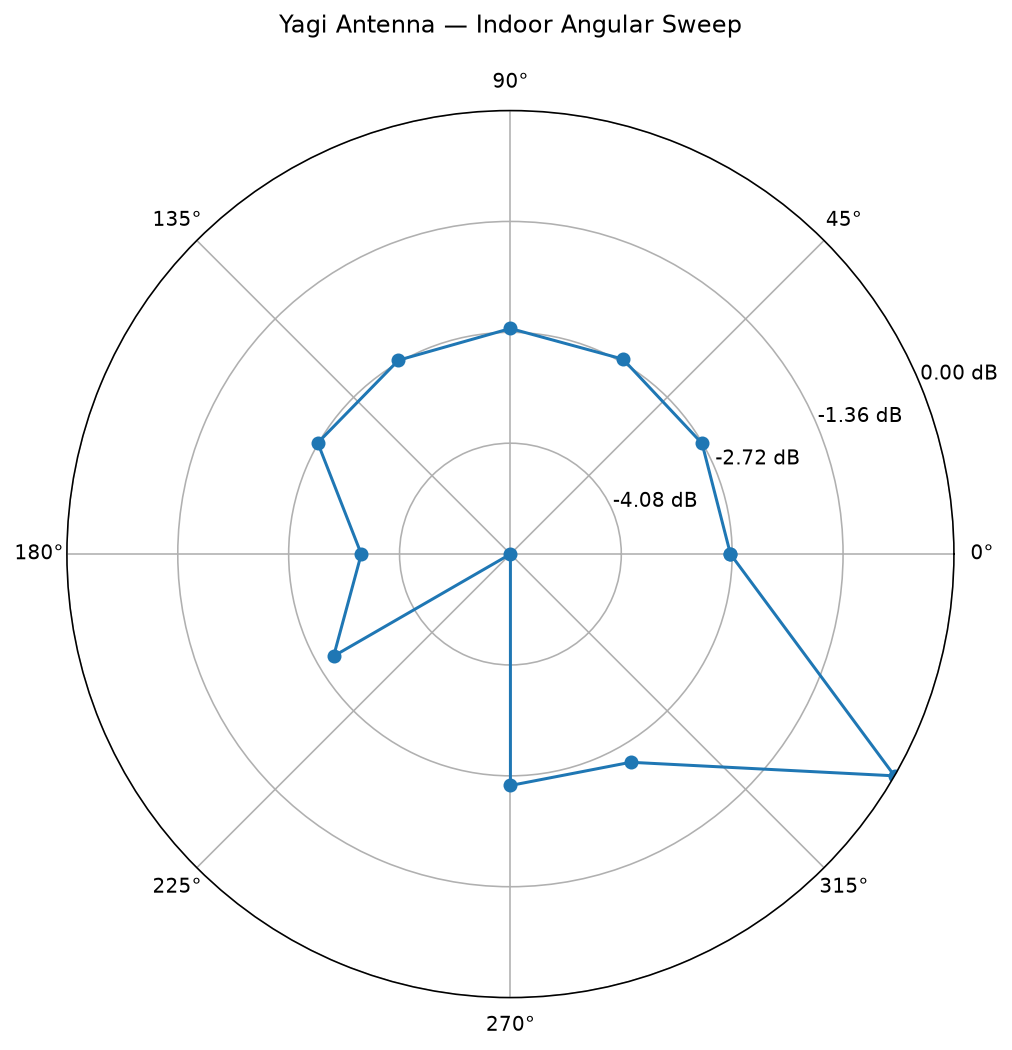 Yagi Antenna — Indoor Angular Sweep
90°
135°
45°
0.00 dB
-1.36 dB
-2.72 dB
-4.08 dB
180°
0°
225°
315°
270°